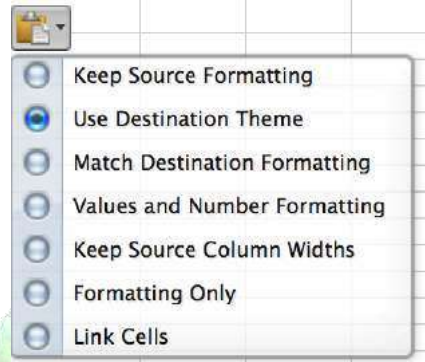 Keep Source Formatting
Use Destination Theme
Match Destination Formatting
Values and Number Formatting
Keep Source Column Widths
Formatting Only
Link Cells